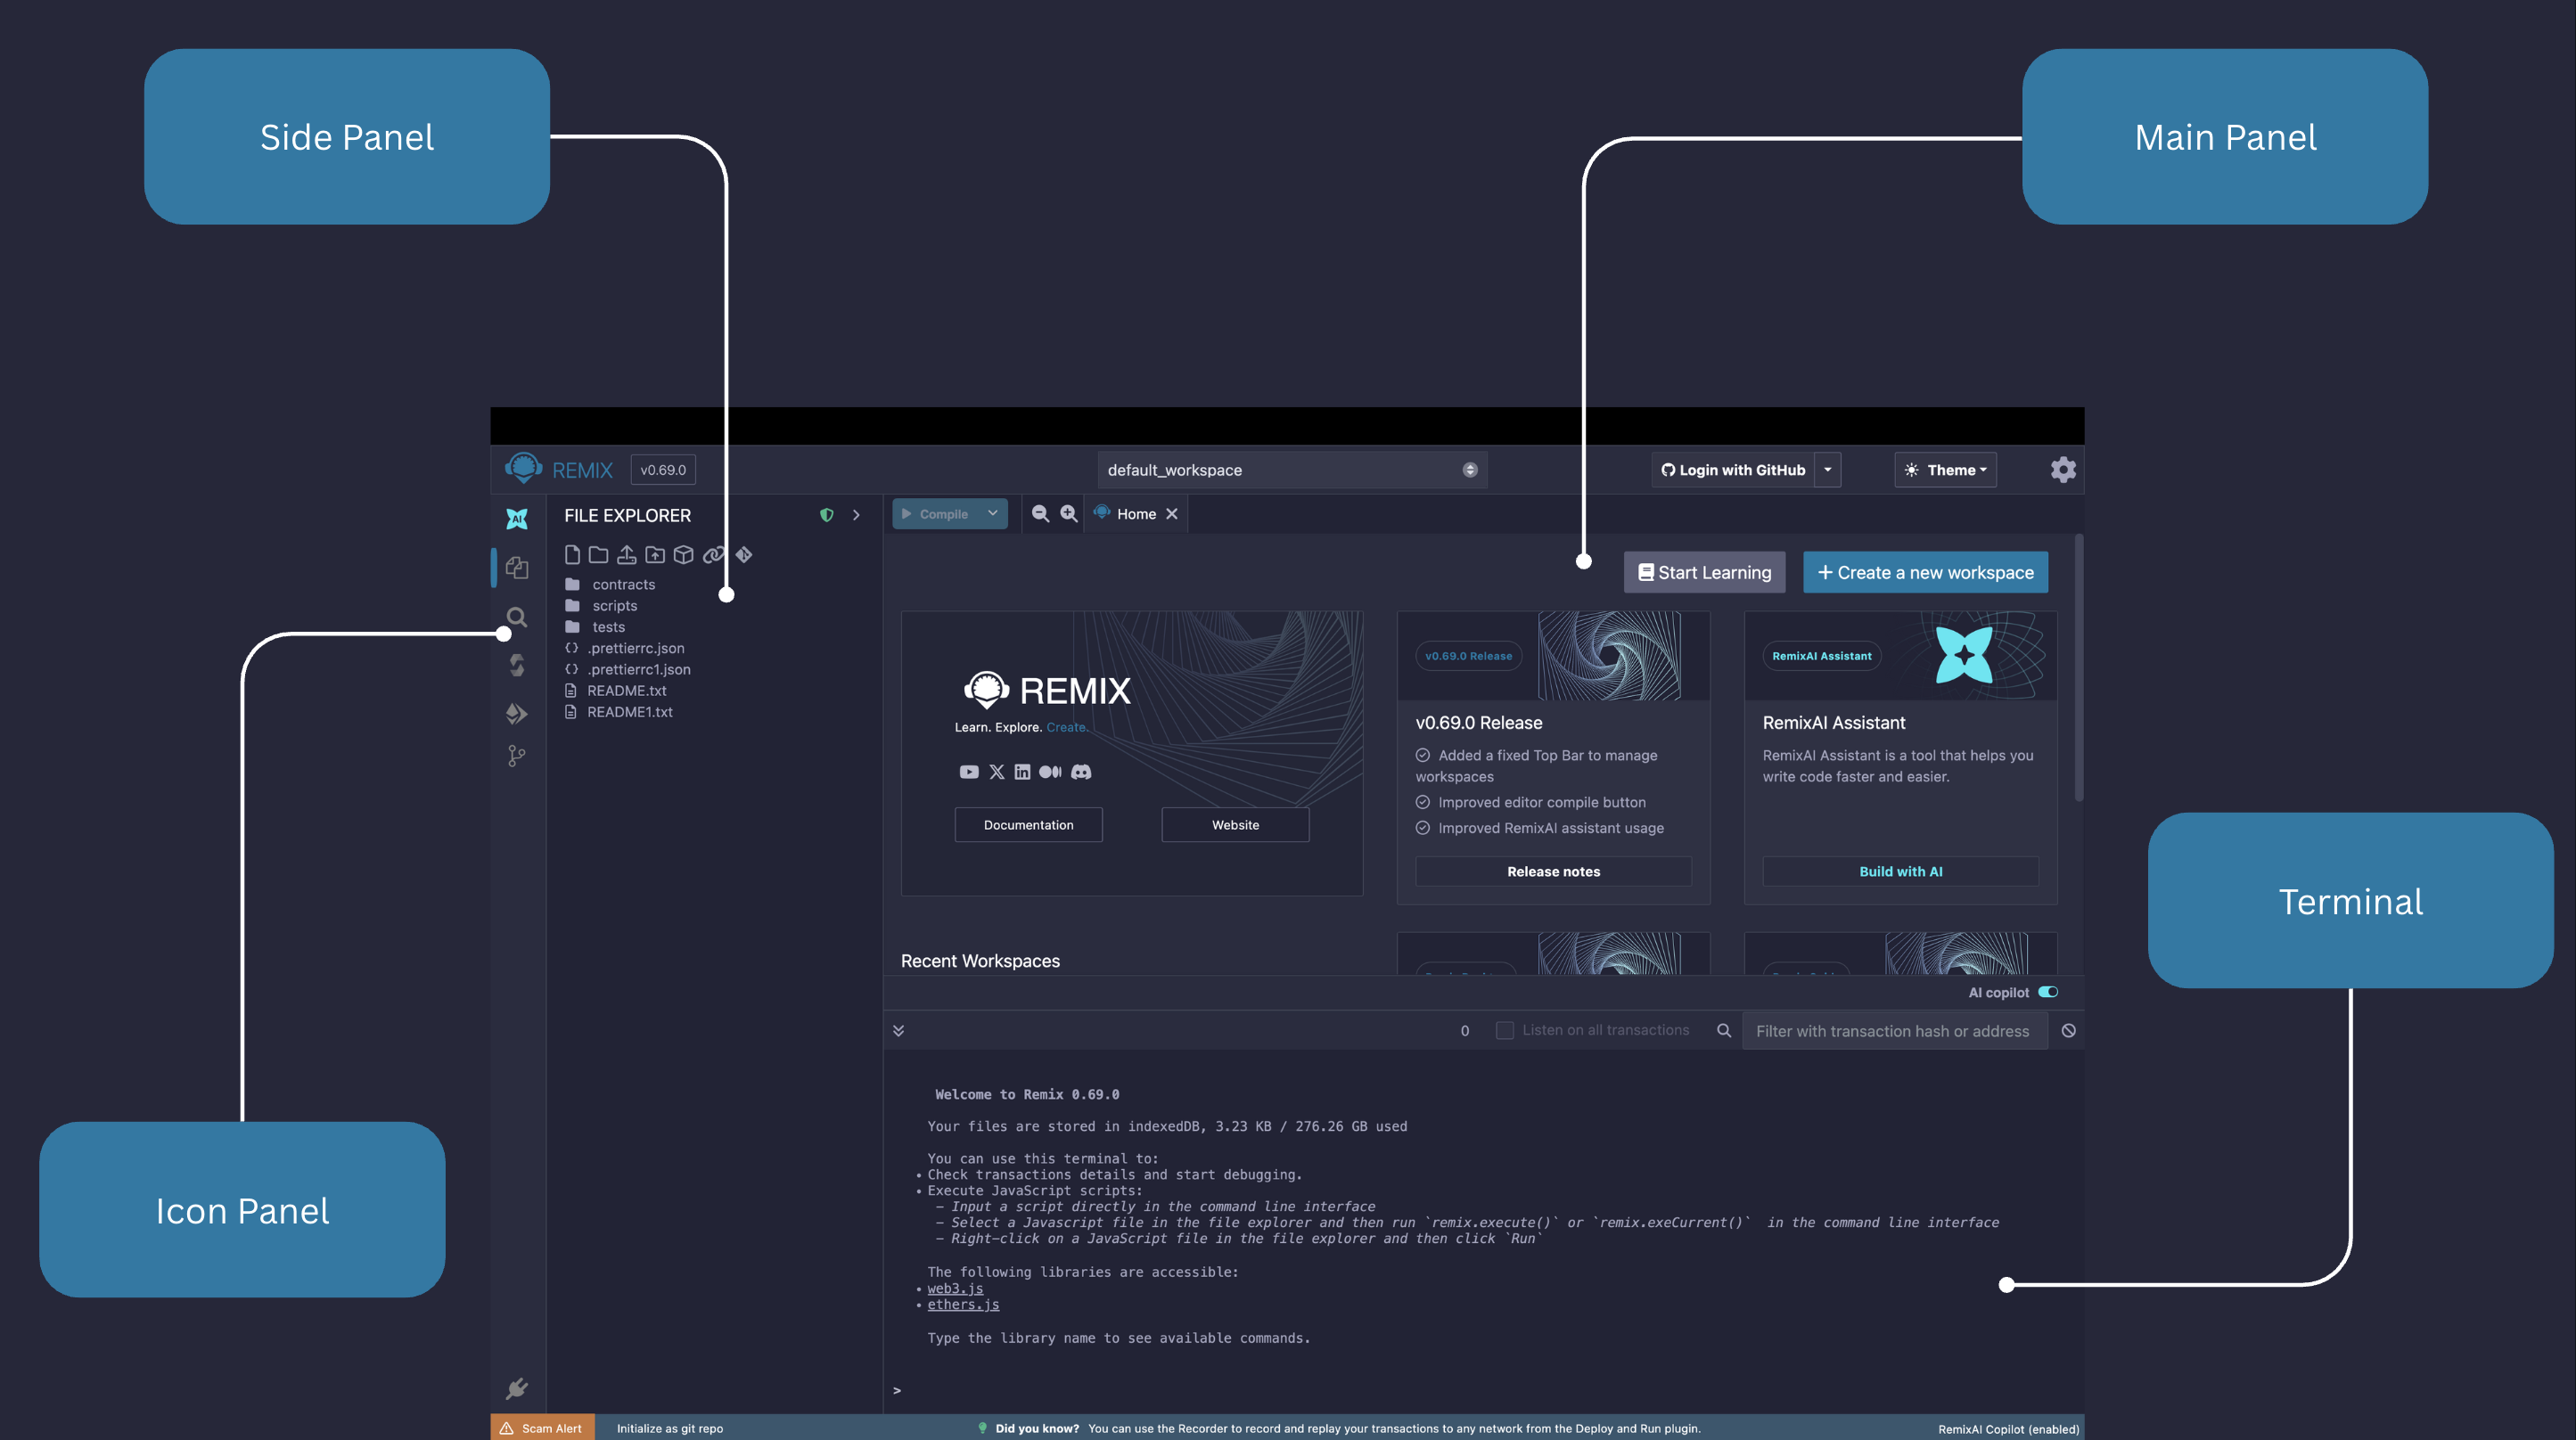 Side Panel
Main Panel
REMIX
v0.69.0
default_workspace
Login with GitHub
Theme
AI
FILE EXPLORER
Compile
Home
contracts
scripts
tests
.prettierrc.json
.prettierrc1.json
README.txt
README1.txt
Start Learning
+ Create a new workspace
REMIX
Learn. Explore. Create.
Documentation
Website
v0.69.0 Release
v0.69.0 Release
Added a fixed Top Bar to manage
workspaces
Improved editor compile button
Improved RemixAI assistant usage
Release notes
RemixAI Assistant
RemixAI Assistant
RemixAI Assistant is a tool that helps you
write code faster and easier.
Build with AI
Recent Workspaces
Terminal
AI copilot
0
Listen on all transactions
Filter with transaction hash or address
Welcome to Remix 0.69.0
Your files are stored in indexedDB, 3.23 KB / 276.26 GB used
You can use this terminal to:
• Check transactions details and start debugging.
• Execute JavaScript scripts:
– Input a script directly in the command line interface
– Select a Javascript file in the file explorer and then run `remix.execute()` or `remix.exeCurrent()` in the command line interface
– Right-click on a JavaScript file in the file explorer and then click `Run`
The following libraries are accessible:
• web3.js
• ethers.js
Type the library name to see available commands.
>
Icon Panel
Scam Alert
Initialize as git repo
Did you know? You can use the Recorder to record and replay your transactions to any network from the Deploy and Run plugin.
RemixAI Copilot (enabled)